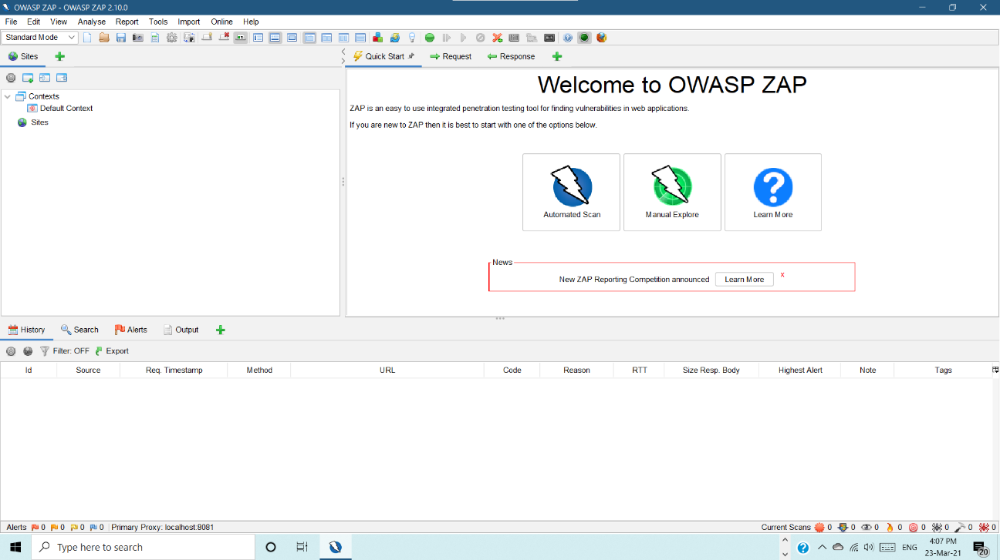 OWASP ZAP - OWASP ZAP 2.10.0
File Edit View Analyse Report Tools Import Online Help
Standard Mode
Sites
Quick Start Request Response
Contexts
Default Context
Sites
Welcome to OWASP ZAP
ZAP is an easy to use integrated penetration testing tool for finding vulnerabilities in web applications.
If you are new to ZAP then it is best to start with one of the options below.
Automated Scan Manual Explore Learn More
News
New ZAP Reporting Competition announced Learn More x
History Search Alerts Output
Filter: OFF Export
Id Source Req. Timestamp Method URL Code Reason RTT Size Resp. Body Highest Alert Note Tags
Alerts 0 0 0 0 Primary Proxy: localhost:8081 Current Scans 0 0 0 0 0 0 0 0
Type here to search
ENG
4:07 PM
23-Mar-21
20